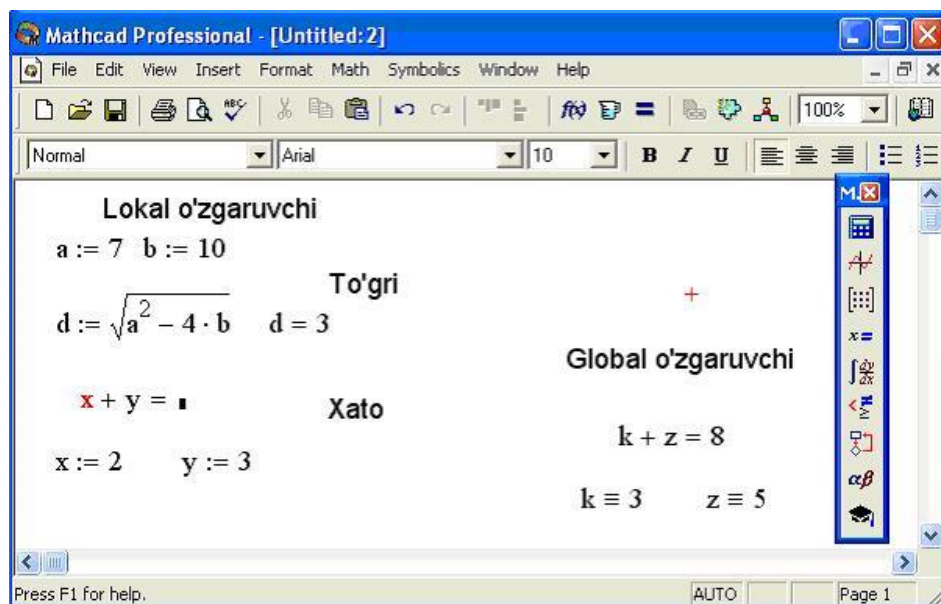 Mathcad Professional - [Untitled:2]
File Edit View Insert Format Math Symbolics Window Help
100%
Normal Arial 10 B I U
Lokal o'zgaruvchi
a := 7 b := 10
To'gri
d := √(a² − 4 · b) d = 3
Global o'zgaruvchi
x + y = ▪
Xato
k + z = 8
x := 2 y := 3
k ≡ 3 z ≡ 5
Press F1 for help. AUTO Page 1